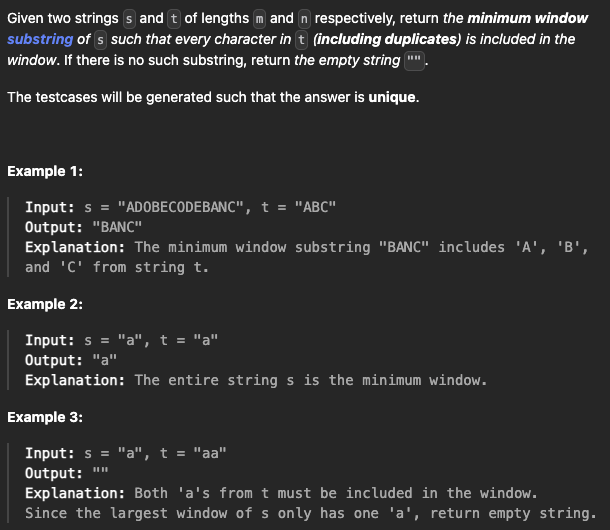 Given two strings s and t of lengths m and n respectively, return the minimum window
substring of s such that every character in t (including duplicates) is included in the
window. If there is no such substring, return the empty string "".
The testcases will be generated such that the answer is unique.
Example 1:
Input: s = "ADOBECODEBANC", t = "ABC"
Output: "BANC"
Explanation: The minimum window substring "BANC" includes 'A', 'B',
and 'C' from string t.
Example 2:
Input: s = "a", t = "a"
Output: "a"
Explanation: The entire string s is the minimum window.
Example 3:
Input: s = "a", t = "aa"
Output: ""
Explanation: Both 'a's from t must be included in the window.
Since the largest window of s only has one 'a', return empty string.